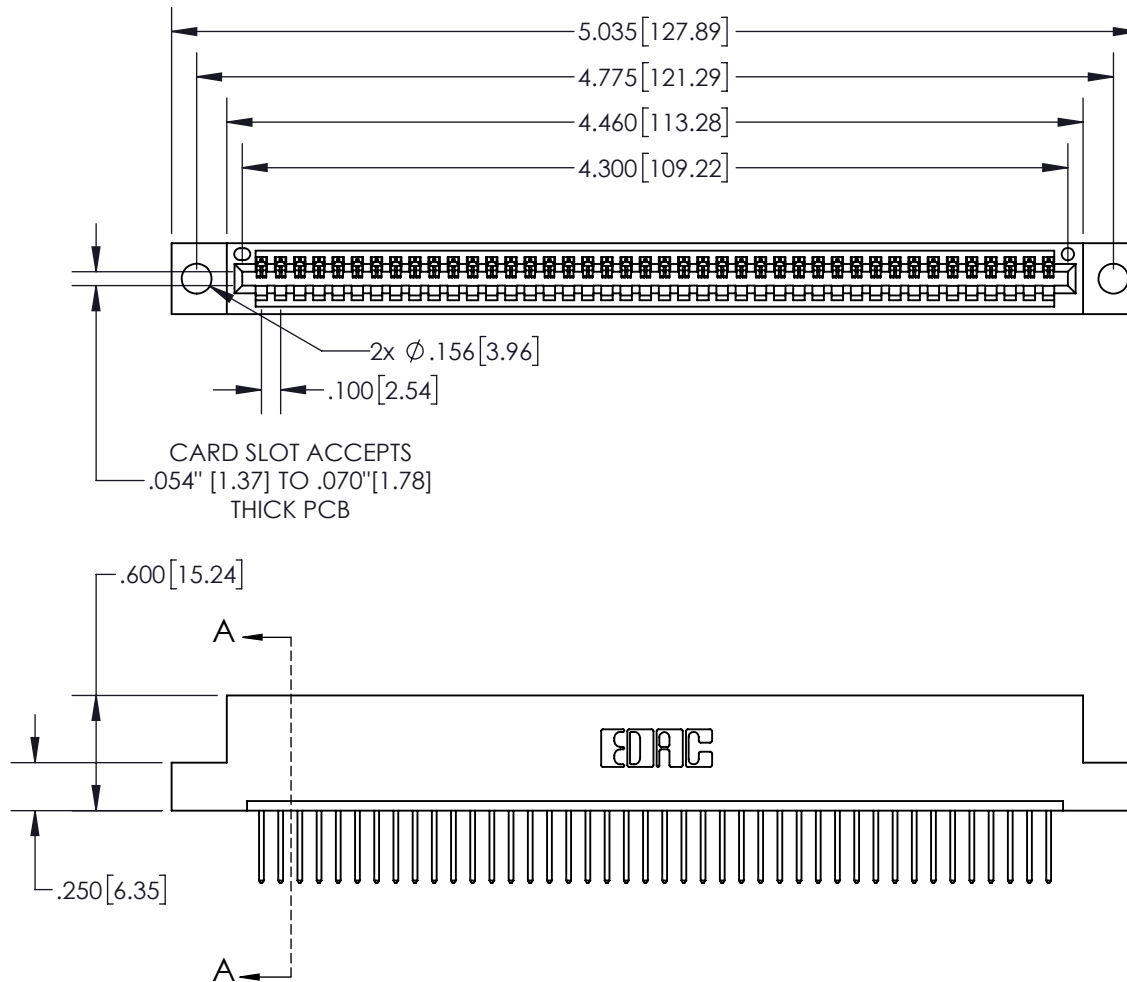 5.035[127.89]
4.775[121.29]
4.460[113.28]
4.300[109.22]
2x Ø.156[3.96]
.100[2.54]
CARD SLOT ACCEPTS
.054" [1.37] TO .070"[1.78]
THICK PCB
.600[15.24]
A
EDAC
.250[6.35]
A